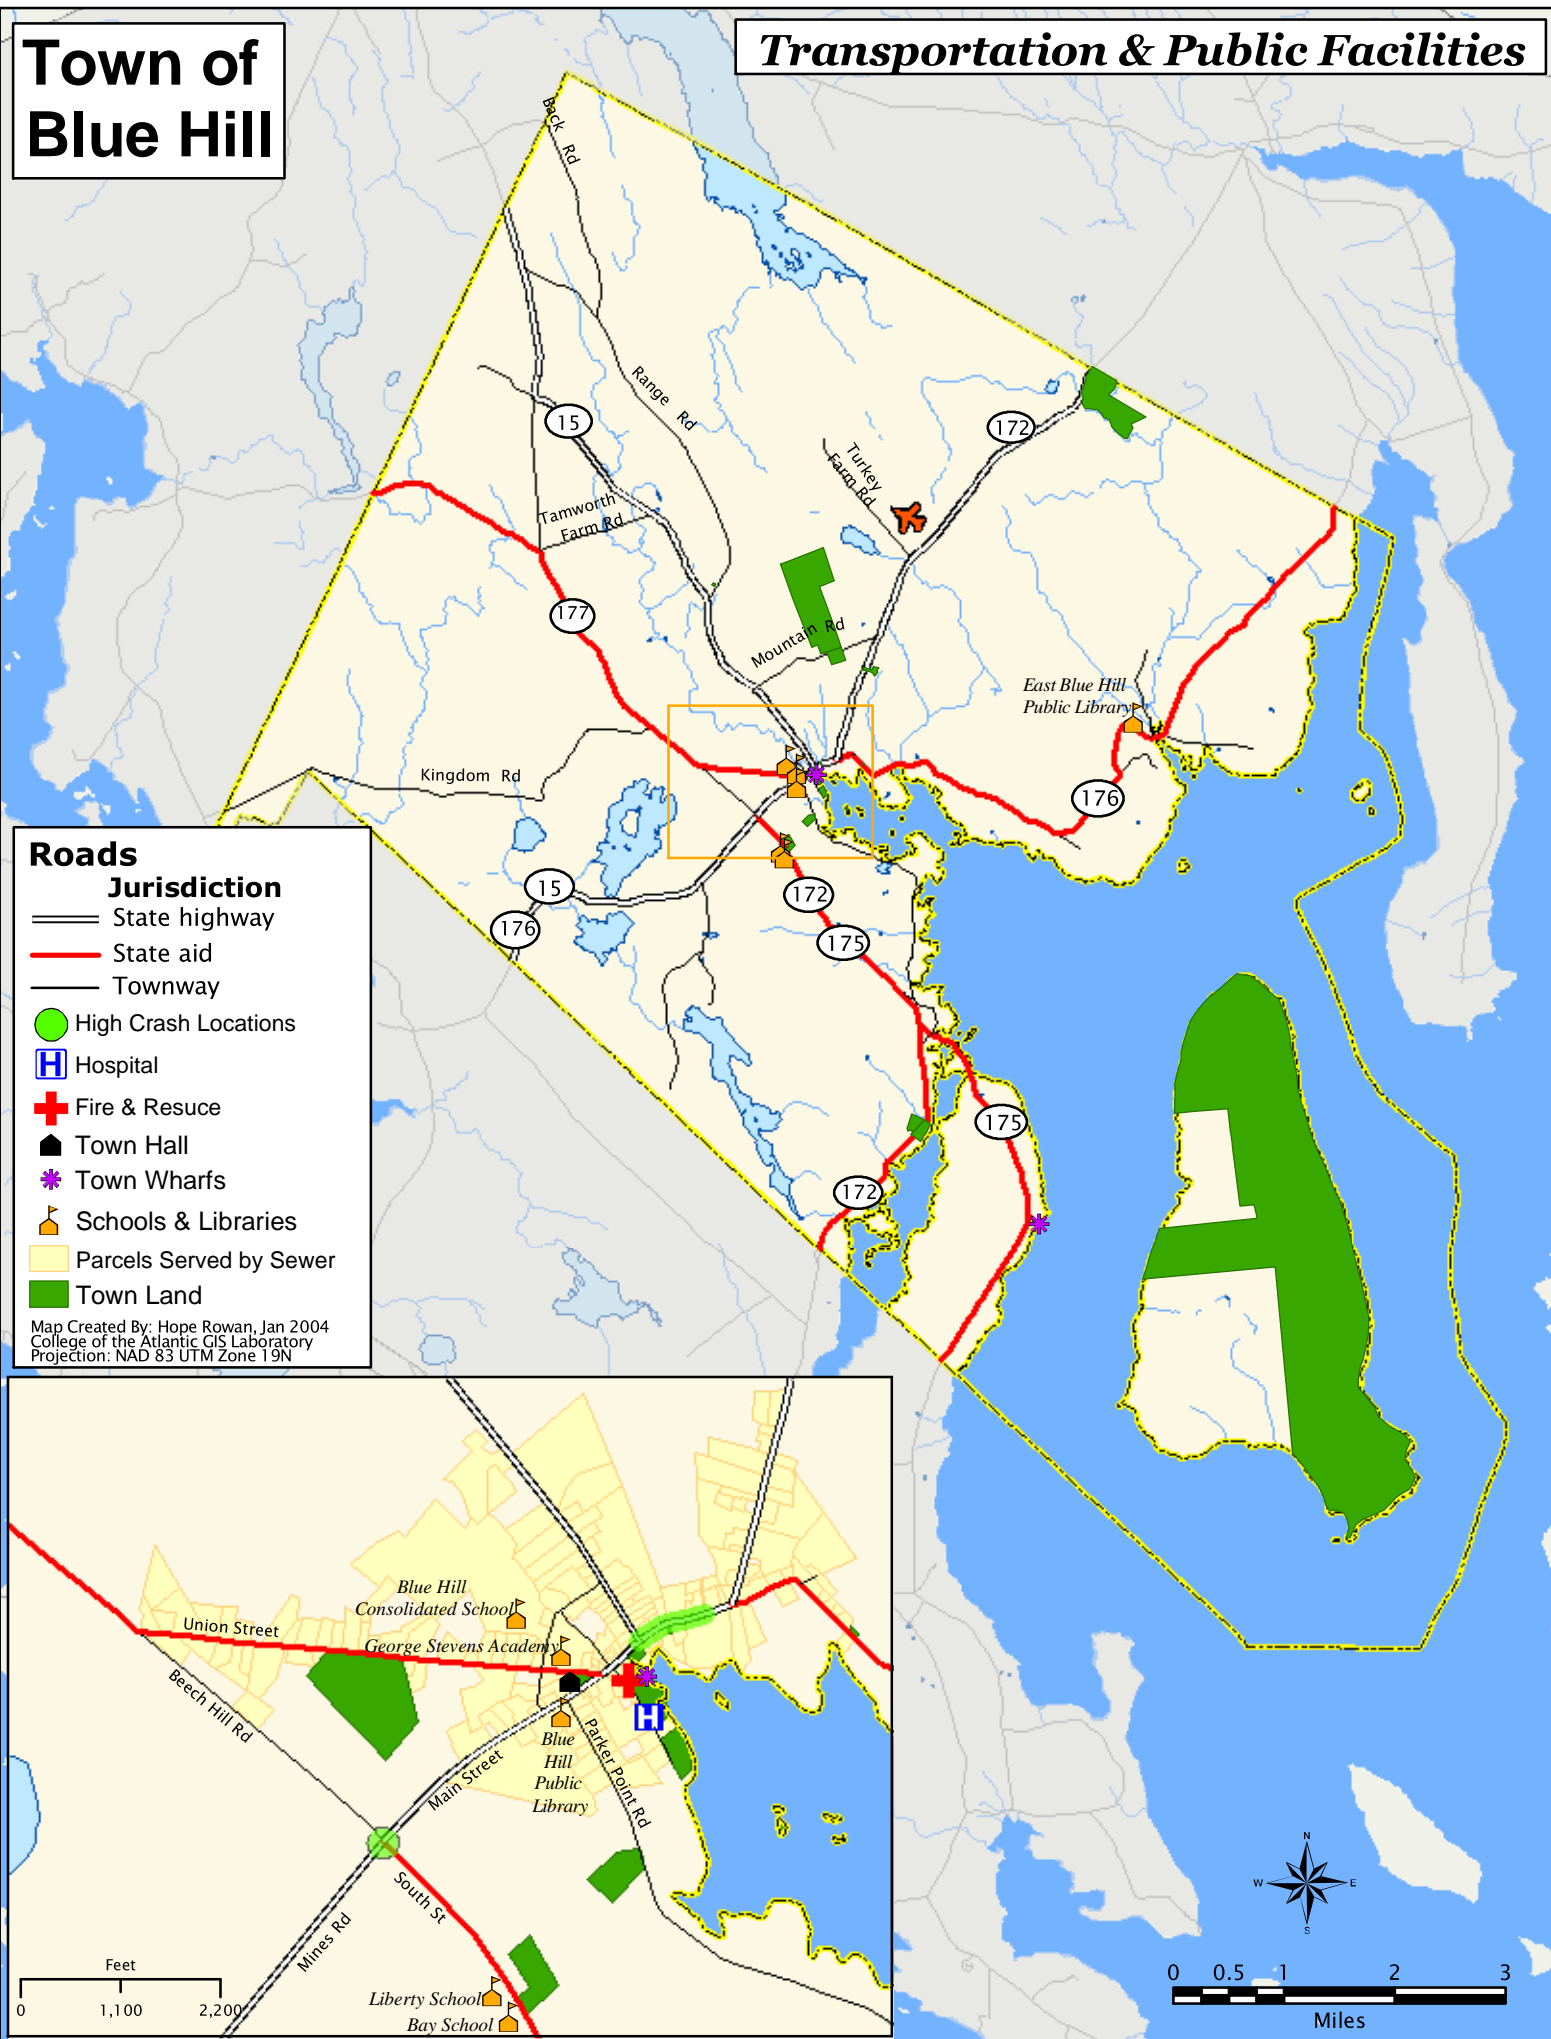 Town of
Blue Hill
Transportation & Public Facilities
Back Rd
Range Rd
15
172
Turkey
Farm Rd
Tamworth
Farm Rd
177
Mountain Rd
East Blue Hill
Public Library
Kingdom Rd
176
15
172
176
175
175
172
Roads
Jurisdiction
State highway
State aid
Townway
High Crash Locations
H Hospital
Fire & Resuce
Town Hall
Town Wharfs
Schools & Libraries
Parcels Served by Sewer
Town Land
Map Created By: Hope Rowan, Jan 2004
College of the Atlantic GIS Laboratory
Projection: NAD 83 UTM Zone 19N
Blue Hill
Consolidated School
Union Street
George Stevens Academy
Beech Hill Rd
H
Blue
Hill
Public
Library
Parker Point Rd
Main Street
South St
Mines Rd
Feet
0 1,100 2,200
Liberty School
Bay School
N
W E
S
0 0.5 1 2 3
Miles